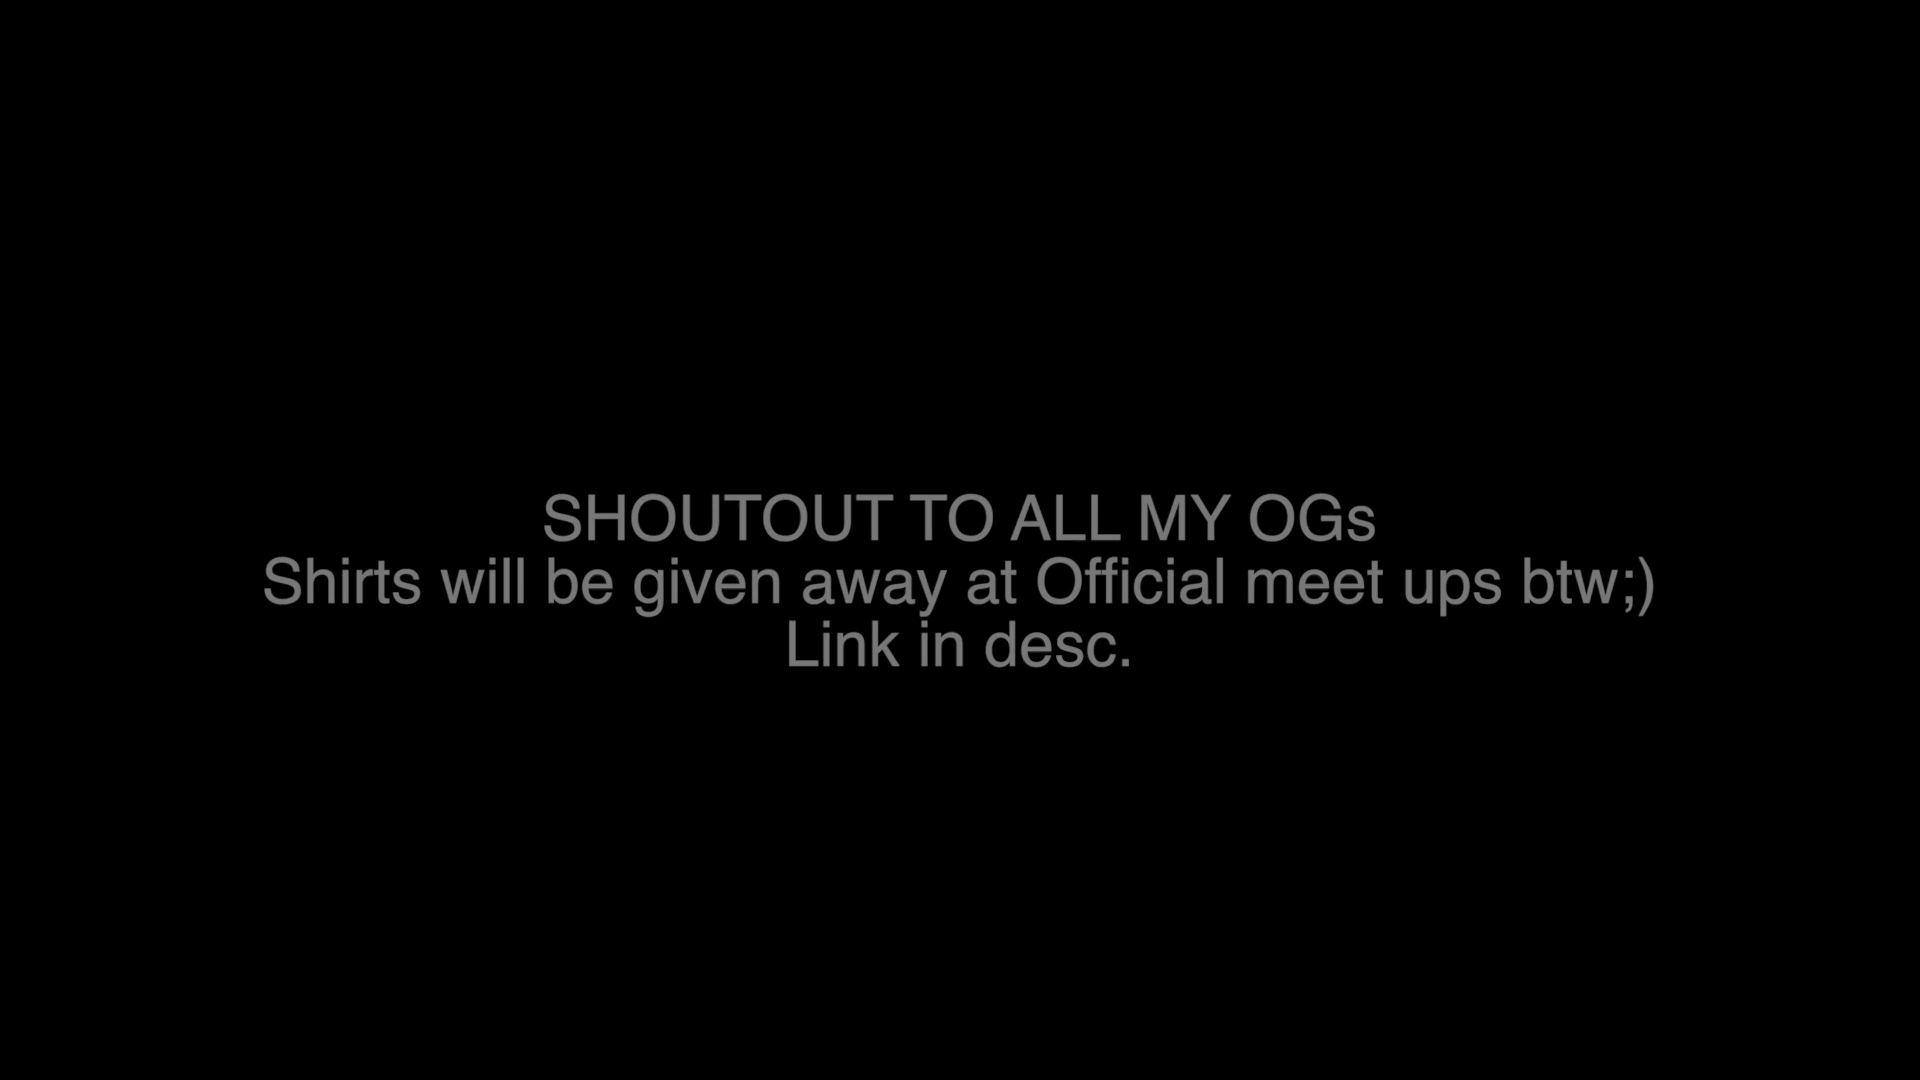 SHOUTOUT TO ALL MY OGs
Shirts will be given away at Official meet ups btw;)
Link in desc.